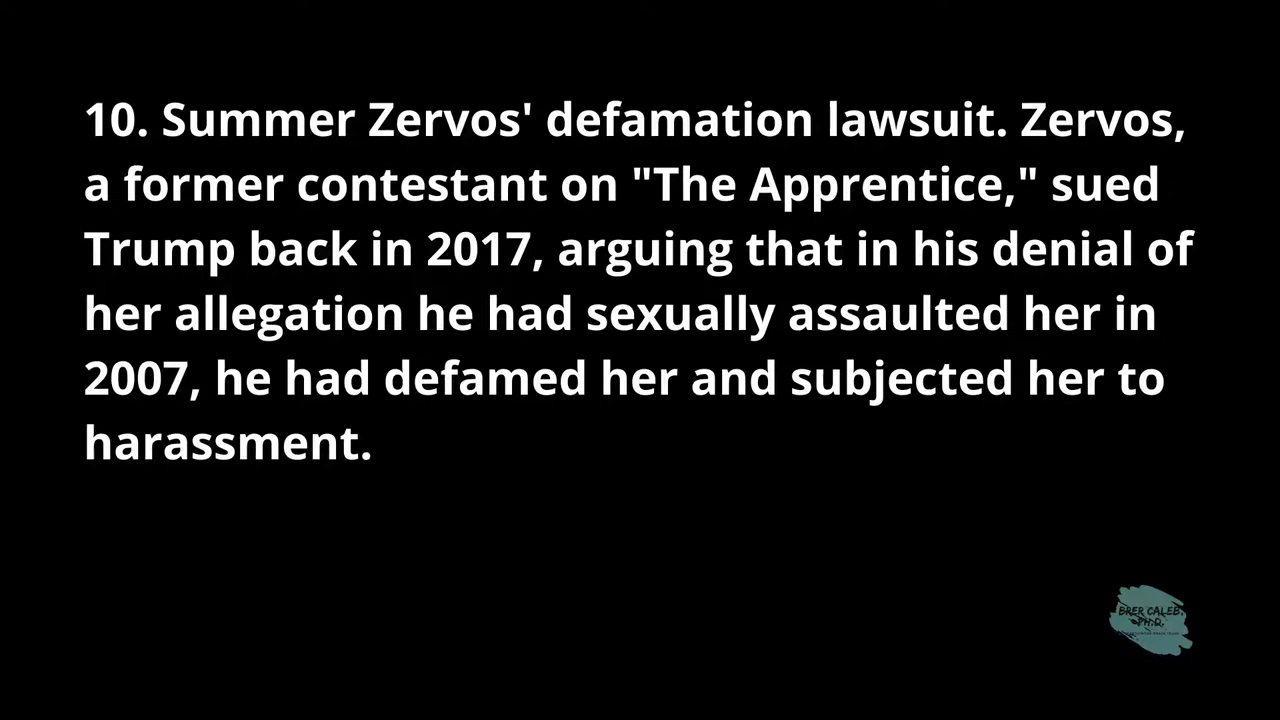 10. Summer Zervos' defamation lawsuit. Zervos,
a former contestant on "The Apprentice," sued
Trump back in 2017, arguing that in his denial of
her allegation he had sexually assaulted her in
2007, he had defamed her and subjected her to
harassment.
BRER CALEB,
PH.D.